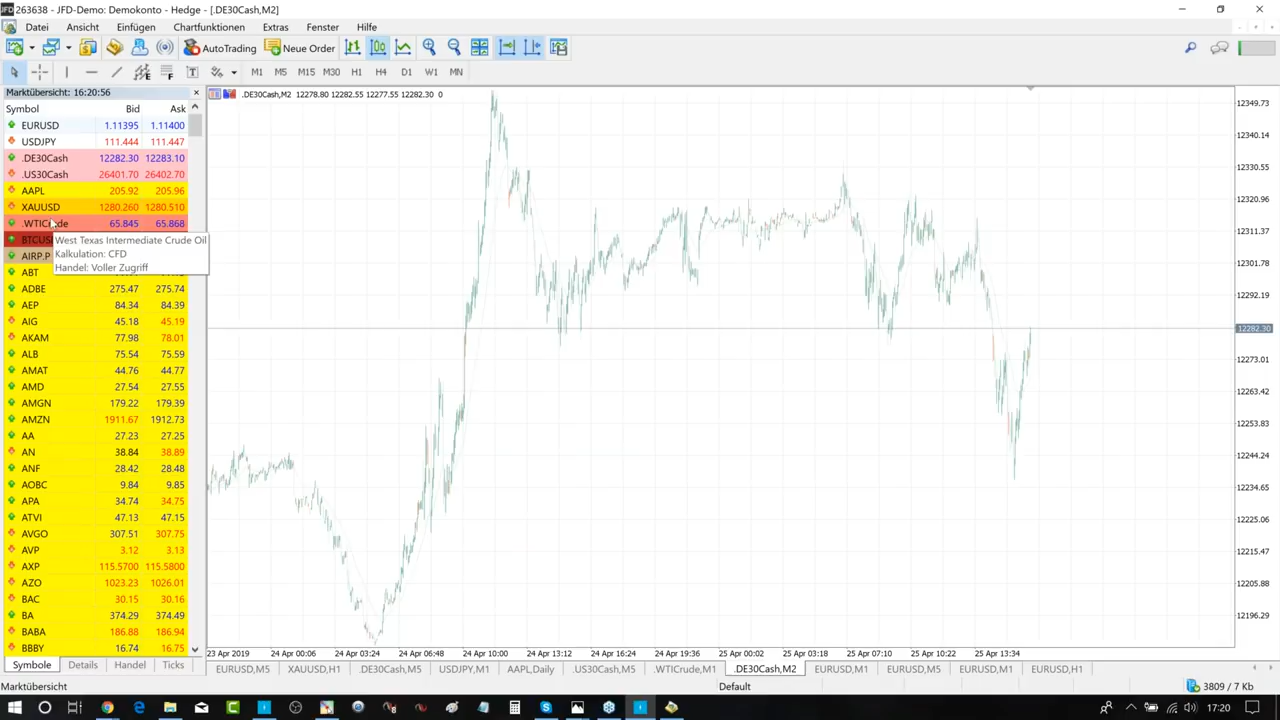 263638 - JFD-Demo: Demokonto - Hedge - [.DE30Cash,M2]
Datei Ansicht Einfügen Chartfunktionen Extras Fenster Hilfe
AutoTrading Neue Order
M1 M5 M15 M30 H1 H4 D1 W1 MN
Marktübersicht: 16:20:56
Symbol Bid Ask
EURUSD 1.11395 1.11400
USDJPY 111.444 111.447
.DE30Cash 12282.30 12283.10
.US30Cash 26401.70 26402.70
AAPL 205.92 205.96
XAUUSD 1280.260 1280.510
.WTICrude 65.845 65.868
BTCUS
AIRP.P
West Texas Intermediate Crude Oil
Kalkulation: CFD
Handel: Voller Zugriff
ABT
ADBE 275.47 275.74
AEP 84.34 84.39
AIG 45.18 45.19
AKAM 77.98 78.01
ALB 75.54 75.59
AMAT 44.76 44.77
AMD 27.54 27.55
AMGN 179.22 179.39
AMZN 1911.67 1912.73
AA 27.23 27.25
AN 38.84 38.89
ANF 28.42 28.48
AOBC 9.84 9.85
APA 34.74 34.75
ATVI 47.13 47.15
AVGO 307.51 307.75
AVP 3.12 3.13
AXP 115.5700 115.5800
AZO 1023.23 1026.01
BAC 30.15 30.16
BA 374.29 374.49
BABA 186.88 186.94
BBBY 16.74 16.75
Symbole Details Handel Ticks
.DE30Cash,M2 12278.80 12282.55 12277.55 12282.30 0
12349.73
12340.14
12330.55
12320.96
12311.37
12301.78
12292.19
12282.30
12273.01
12263.42
12253.83
12244.24
12234.65
12225.06
12215.47
12205.88
12196.29
23 Apr 2019 24 Apr 00:06 24 Apr 03:24 24 Apr 06:48 24 Apr 10:00 24 Apr 13:12 24 Apr 16:24 24 Apr 19:36 25 Apr 00:02 25 Apr 03:18 25 Apr 07:10 25 Apr 10:22 25 Apr 13:34
EURUSD,M5 XAUUSD,H1 .DE30Cash,M5 USDJPY,M1 AAPL,Daily .US30Cash,M5 .WTICrude,M1 .DE30Cash,M2 EURUSD,M1 EURUSD,M5 EURUSD,M1 EURUSD,H1
Marktübersicht Default 3809 / 7 Kb
17:20